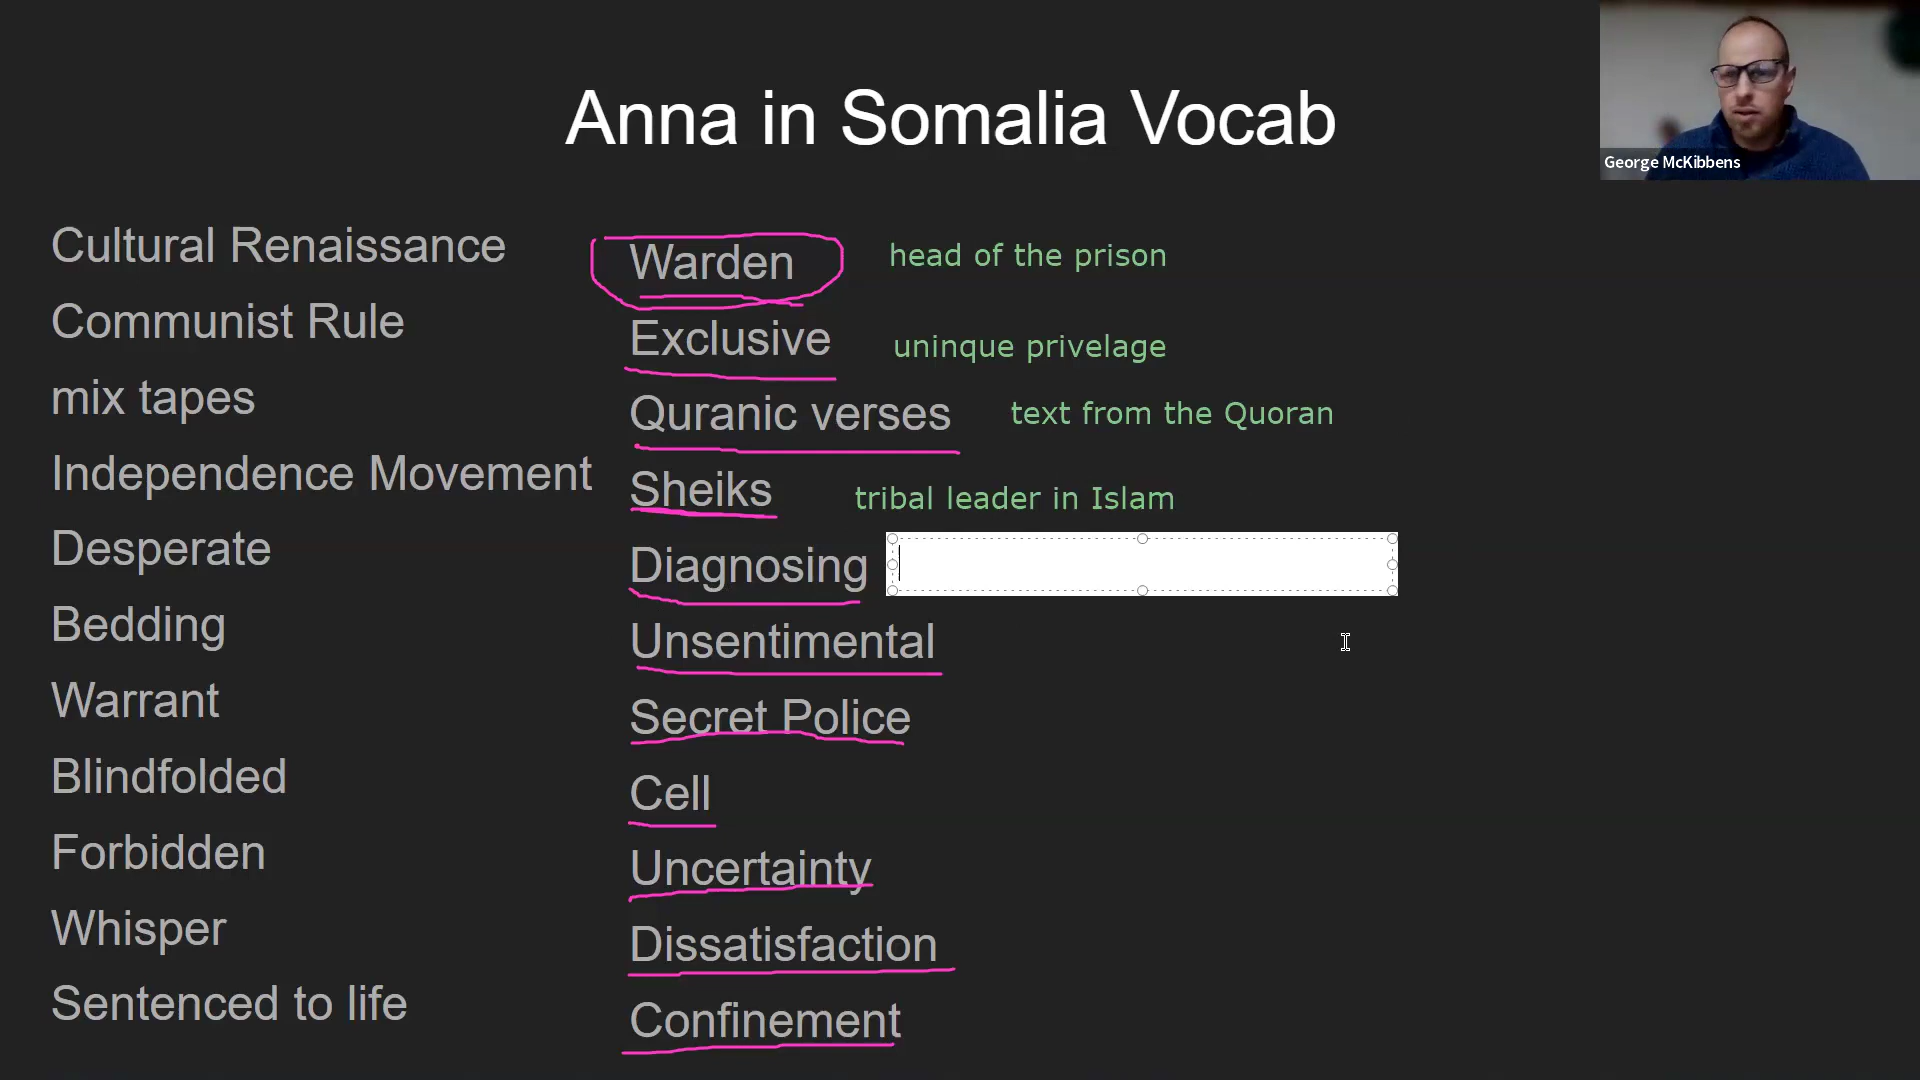 Anna in Somalia Vocab
George McKibbens
Cultural Renaissance
Communist Rule
mix tapes
Independence Movement
Desperate
Bedding
Warrant
Blindfolded
Forbidden
Whisper
Sentenced to life
Warden head of the prison
Exclusive uninque privelage
Quranic verses text from the Quoran
Sheiks tribal leader in Islam
Diagnosing
Unsentimental
Secret Police
Cell
Uncertainty
Dissatisfaction
Confinement